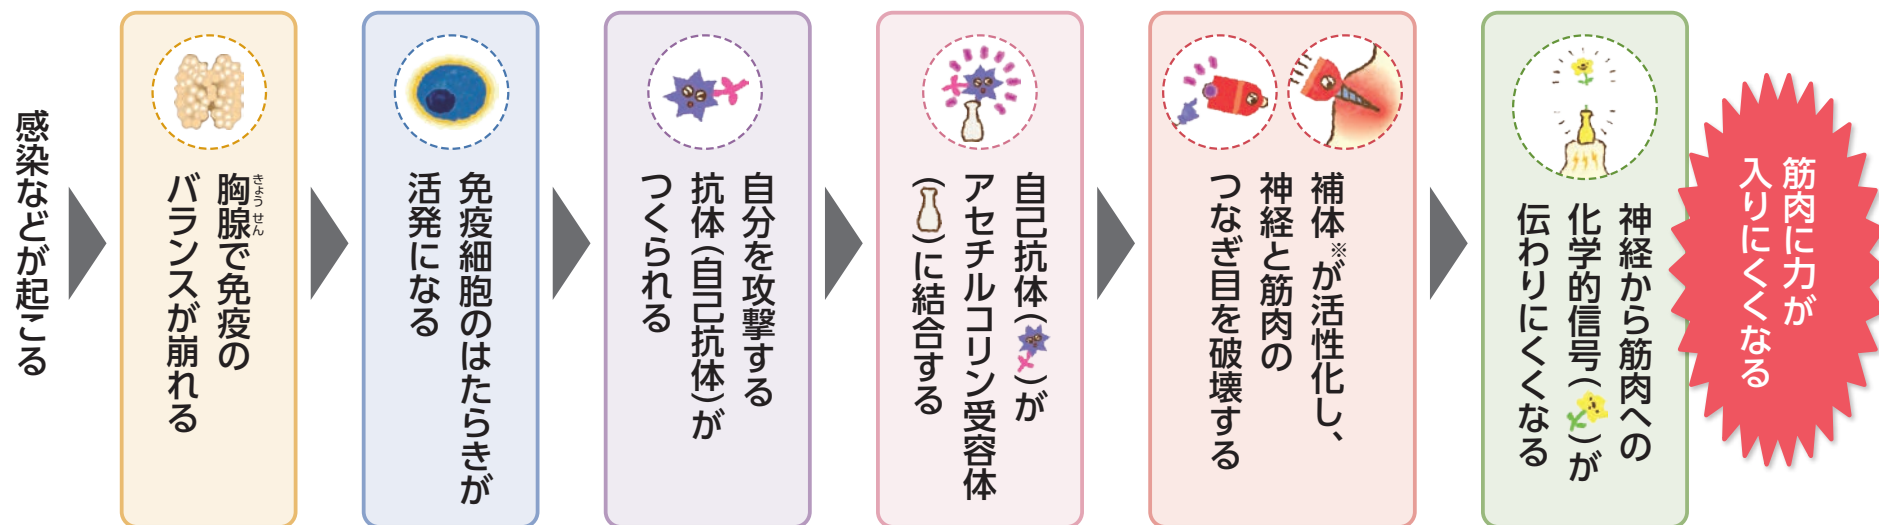 感染などが起こる
胸腺で免疫の
きょう せん
バランスが崩れる
免疫細胞のはたらきが
活発になる
自分を攻撃する
抗体(自己抗体)が
つくられる
自己抗体( )が
アセチルコリン受容体
( )に結合する
補体※が活性化し、
神経と筋肉の
つなぎ目を破壊する
神経から筋肉への
化学的信号( )が
伝わりにくくなる
筋肉に力が
入りにくくなる